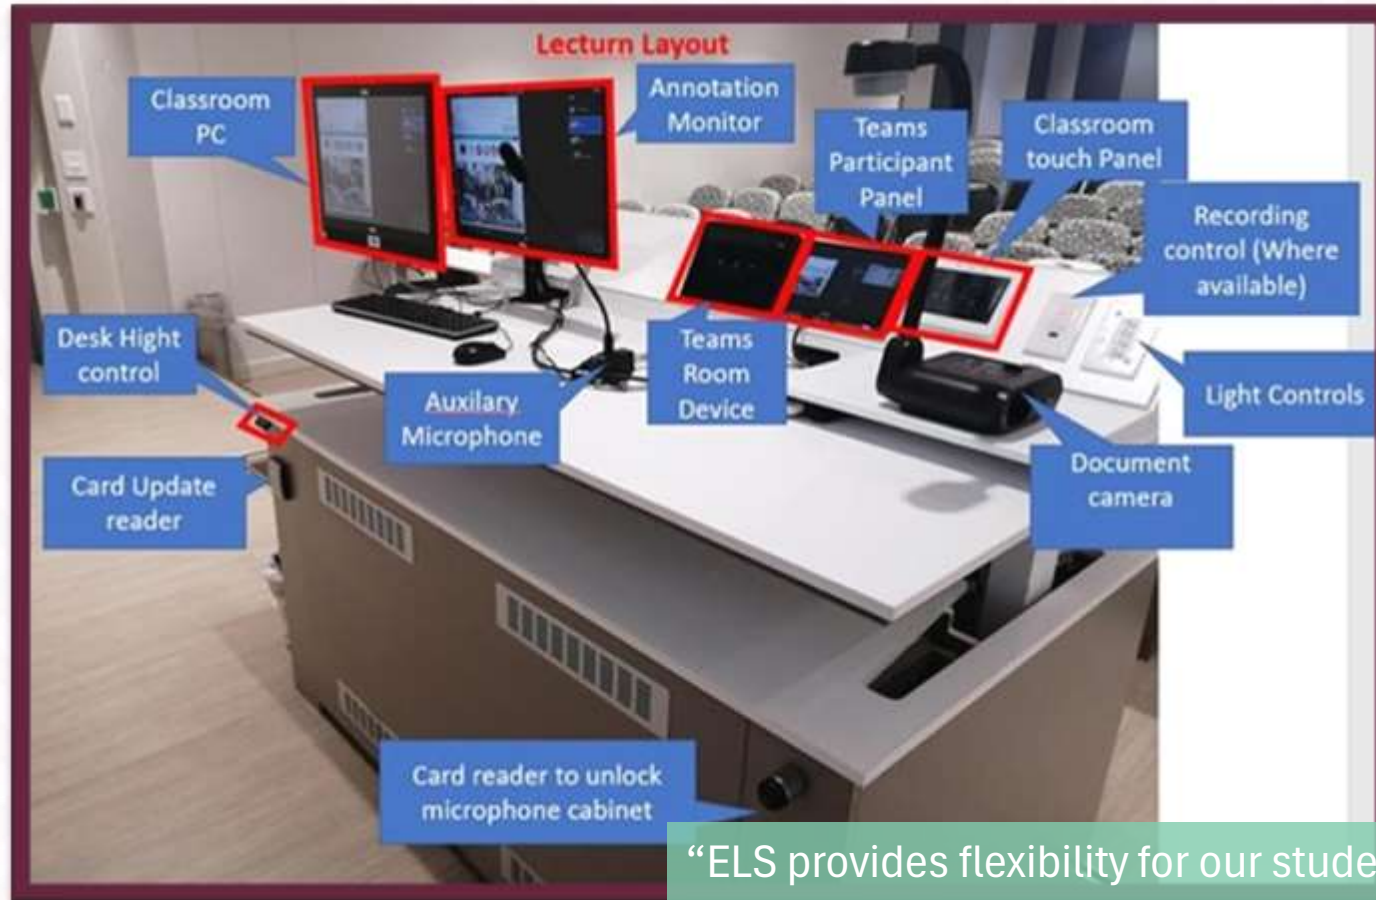 Lecturn Layout
Classroom
PC
Annotation
Monitor
Teams
Participant
Panel
Classroom
touch Panel
Recording
control (Where
available)
Desk Hight
control
Auxilary
Microphone
Teams
Room
Device
Light Controls
Card Update
reader
Document
camera
Card reader to unlock
microphone cabinet
“ELS provides flexibility for our stude